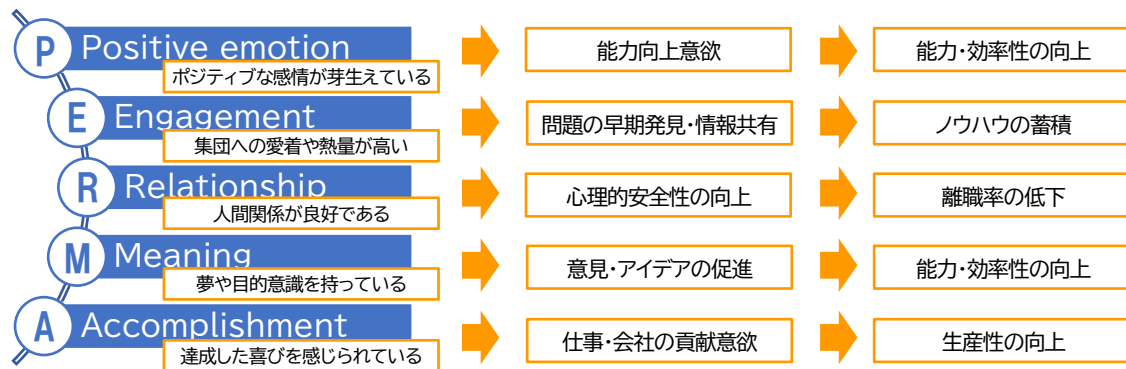 P Positive emotion
ポジティブな感情が芽生えている
能力向上意欲
能力・効率性の向上
E Engagement
集団への愛着や熱量が高い
問題の早期発見・情報共有
ノウハウの蓄積
R Relationship
人間関係が良好である
心理的安全性の向上
離職率の低下
M Meaning
夢や目的意識を持っている
意見・アイデアの促進
能力・効率性の向上
A Accomplishment
達成した喜びを感じられている
仕事・会社の貢献意欲
生産性の向上